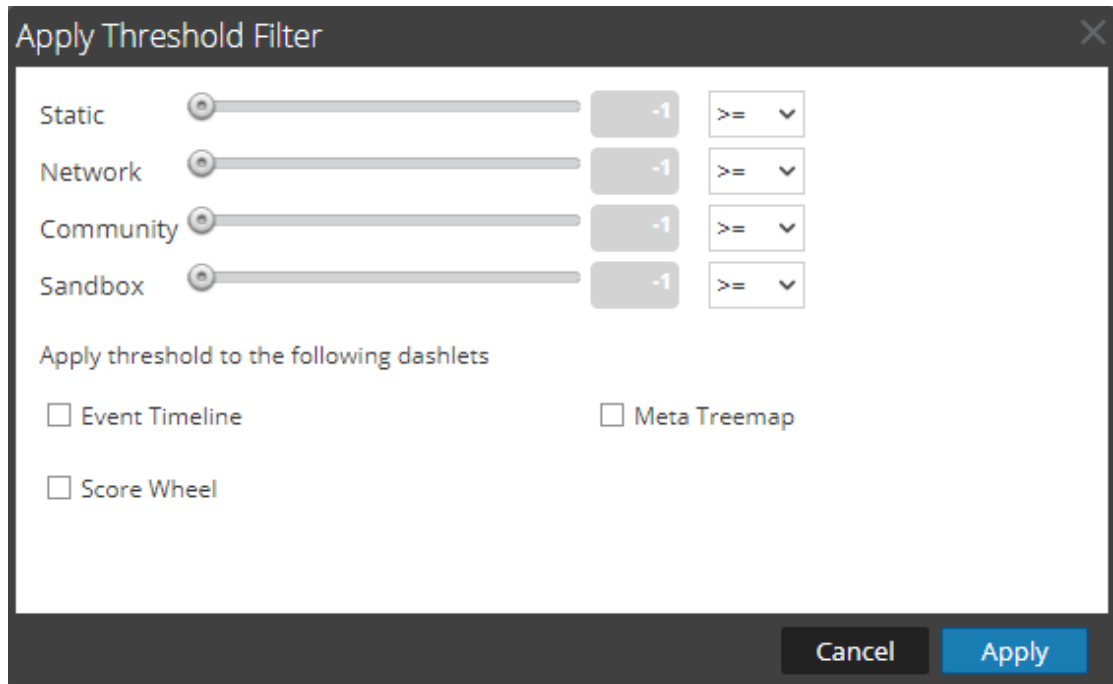 Apply Threshold Filter
Static -1 >=
Network -1 >=
Community -1 >=
Sandbox -1 >=
Apply threshold to the following dashlets
Event Timeline Meta Treemap
Score Wheel
Cancel Apply